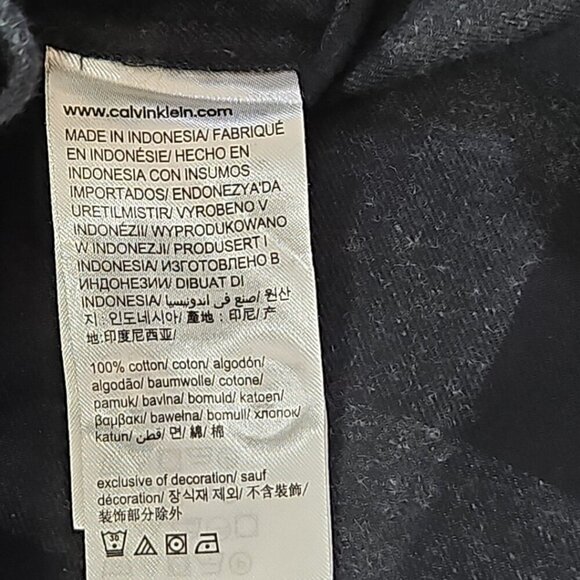 www.calvinklein.com
MADE IN INDONESIA/ FABRIQUÉ
EN INDONÉSIE/ HECHO EN
INDONESIA CON INSUMOS
IMPORTADOS/ ENDONEZYA'DA
URETILMISTIR/ VYROBENO V
INDONÉZII/ WYPRODUKOWANO
W INDONEZJI/ PRODUSERT I
INDONESIA/ ИЗГОТОВЛЕНО В
ИНДОНЕЗИИ/ DIBUAT DI
INDONESIA/ صنع في اندونيسيا/ 원산
지 : 인도네시아/ 產地 : 印尼/ 产
地:印度尼西亚/
100% cotton/ coton/ algodón/
algodão/ baumwolle/ cotone/
pamuk/ bavlna/ bomuld/ katoen/
βαμβακι/ bawełna/ bomull/ хлопок/
katun/ قطن/ 면/ 綿/ 棉
exclusive of decoration/ sauf
décoration/ 장식재 제외/ 不含裝飾/
装饰部分除外
30